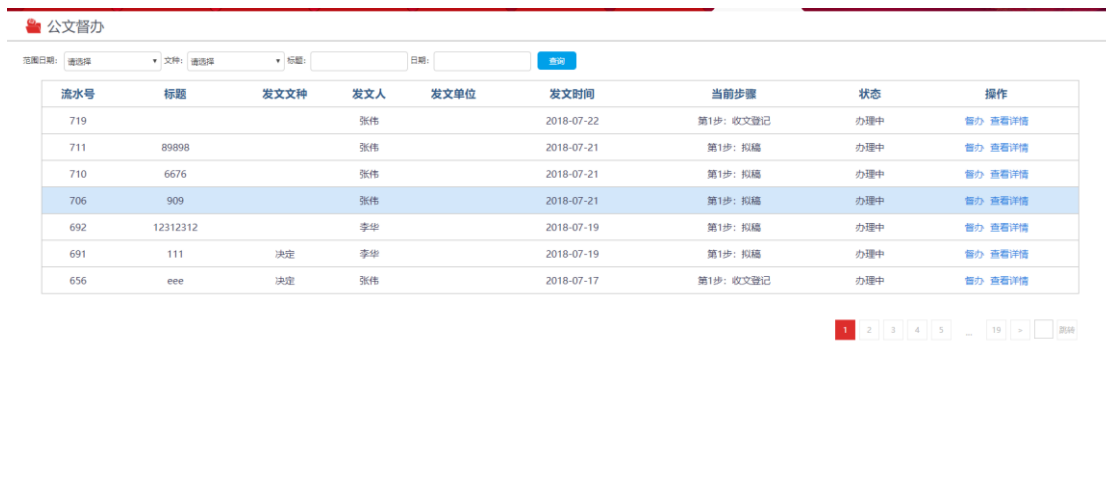 公文督办
范围日期: 请选择 文种: 请选择 标题: 日期: 查询
流水号 标题 发文文种 发文人 发文单位 发文时间 当前步骤 状态 操作
719 张伟 2018-07-22 第1步: 收文登记 办理中 督办 查看详情
711 89898 张伟 2018-07-21 第1步: 拟稿 办理中 督办 查看详情
710 6676 张伟 2018-07-21 第1步: 拟稿 办理中 督办 查看详情
706 909 张伟 2018-07-21 第1步: 拟稿 办理中 督办 查看详情
692 12312312 李华 2018-07-19 第1步: 拟稿 办理中 督办 查看详情
691 111 决定 李华 2018-07-19 第1步: 拟稿 办理中 督办 查看详情
656 eee 决定 张伟 2018-07-17 第1步: 收文登记 办理中 督办 查看详情
1 2 3 4 5 ... 19 > 跳转